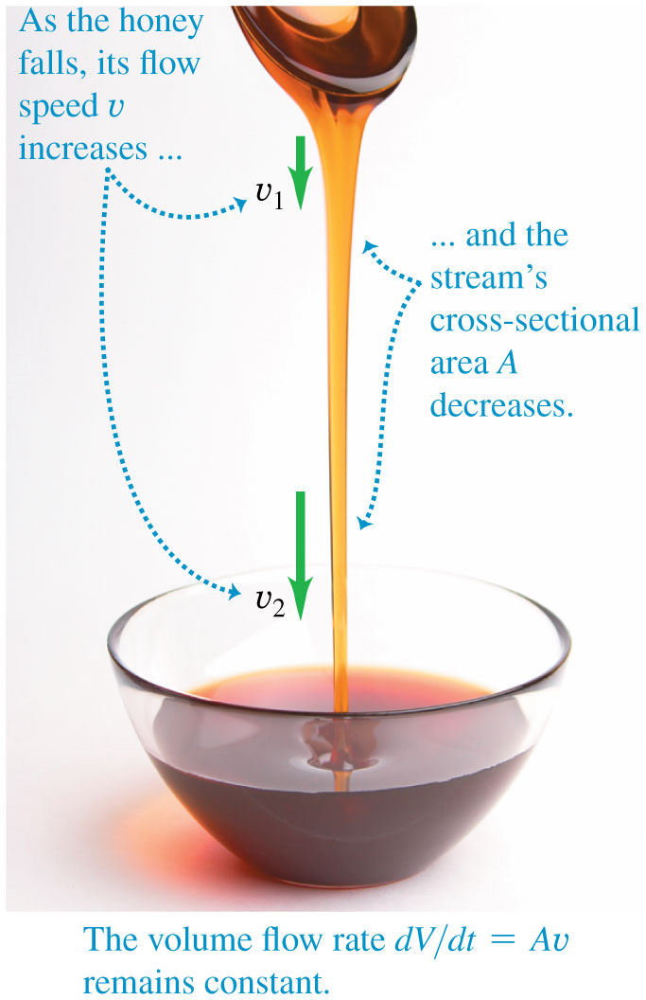 As the honey
falls, its flow
speed v
increases ...
v₁
... and the
stream's
cross-sectional
area A
decreases.
v₂
The volume flow rate dV/dt = Av
remains constant.